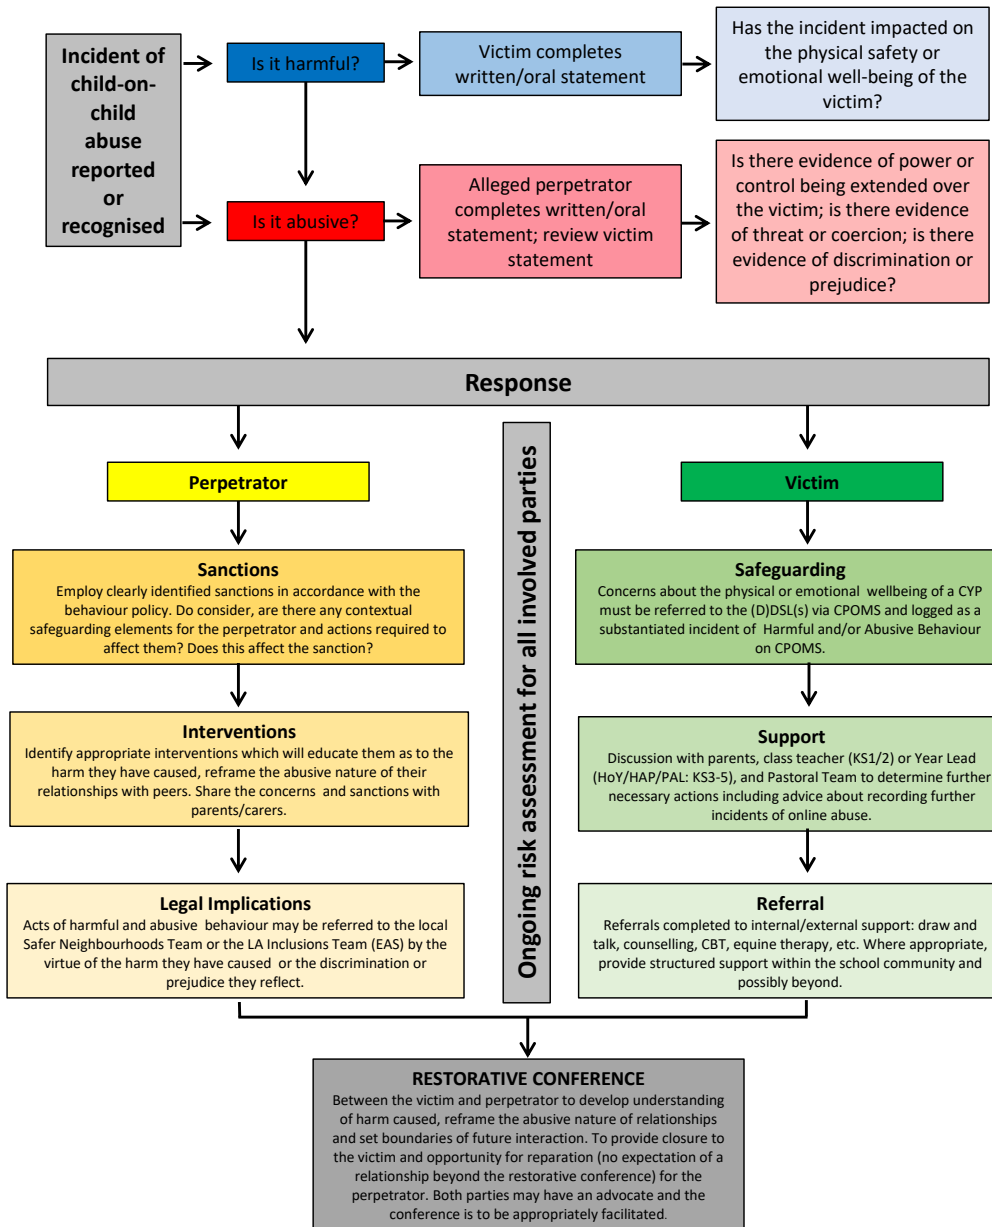 Incident of
child-on-
child
abuse
reported
or
recognised
Is it harmful?
Victim completes
written/oral statement
Has the incident impacted on
the physical safety or
emotional well-being of the
victim?
Is it abusive?
Alleged perpetrator
completes written/oral
statement; review victim
statement
Is there evidence of power or
control being extended over
the victim; is there evidence
of threat or coercion; is there
evidence of discrimination or
prejudice?
Response
Perpetrator
Sanctions
Employ clearly identified sanctions in accordance with the
behaviour policy. Do consider, are there any contextual
safeguarding elements for the perpetrator and actions required to
affect them? Does this affect the sanction?
Interventions
Identify appropriate interventions which will educate them as to the
harm they have caused, reframe the abusive nature of their
relationships with peers. Share the concerns and sanctions with
parents/carers.
Legal Implications
Acts of harmful and abusive behaviour may be referred to the local
Safer Neighbourhoods Team or the LA Inclusions Team (EAS) by the
virtue of the harm they have caused or the discrimination or
prejudice they reflect.
Ongoing risk assessment for all involved parties
Victim
Safeguarding
Concerns about the physical or emotional wellbeing of a CYP
must be referred to the (D)DSL(s) via CPOMS and logged as a
substantiated incident of Harmful and/or Abusive Behaviour
on CPOMS.
Support
Discussion with parents, class teacher (KS1/2) or Year Lead
(HoY/HAP/PAL: KS3-5), and Pastoral Team to determine further
necessary actions including advice about recording further
incidents of online abuse.
Referral
Referrals completed to internal/external support: draw and
talk, counselling, CBT, equine therapy, etc. Where appropriate,
provide structured support within the school community and
possibly beyond.
RESTORATIVE CONFERENCE
Between the victim and perpetrator to develop understanding
of harm caused, reframe the abusive nature of relationships
and set boundaries of future interaction. To provide closure to
the victim and opportunity for reparation (no expectation of a
relationship beyond the restorative conference) for the
perpetrator. Both parties may have an advocate and the
conference is to be appropriately facilitated.